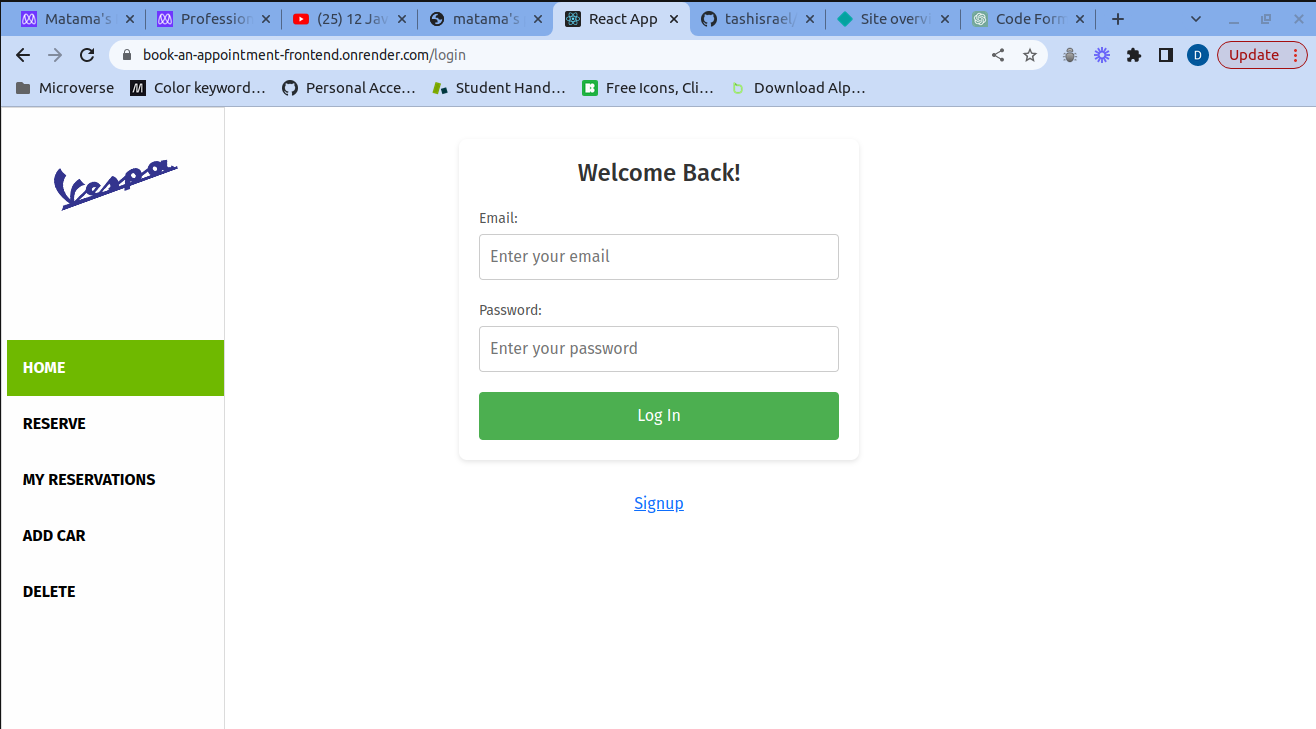 Matama's
Profession
(25) 12 Jav
matama's
React App
tashisrael/
Site overvi
Code Form
book-an-appointment-frontend.onrender.com/login
D
Update
Microverse
M Color keyword...
Personal Acce...
Student Hand...
Free Icons, Cli...
Download Alp...
Vespa
HOME
RESERVE
MY RESERVATIONS
ADD CAR
DELETE
Welcome Back!
Email:
Enter your email
Password:
Enter your password
Log In
Signup